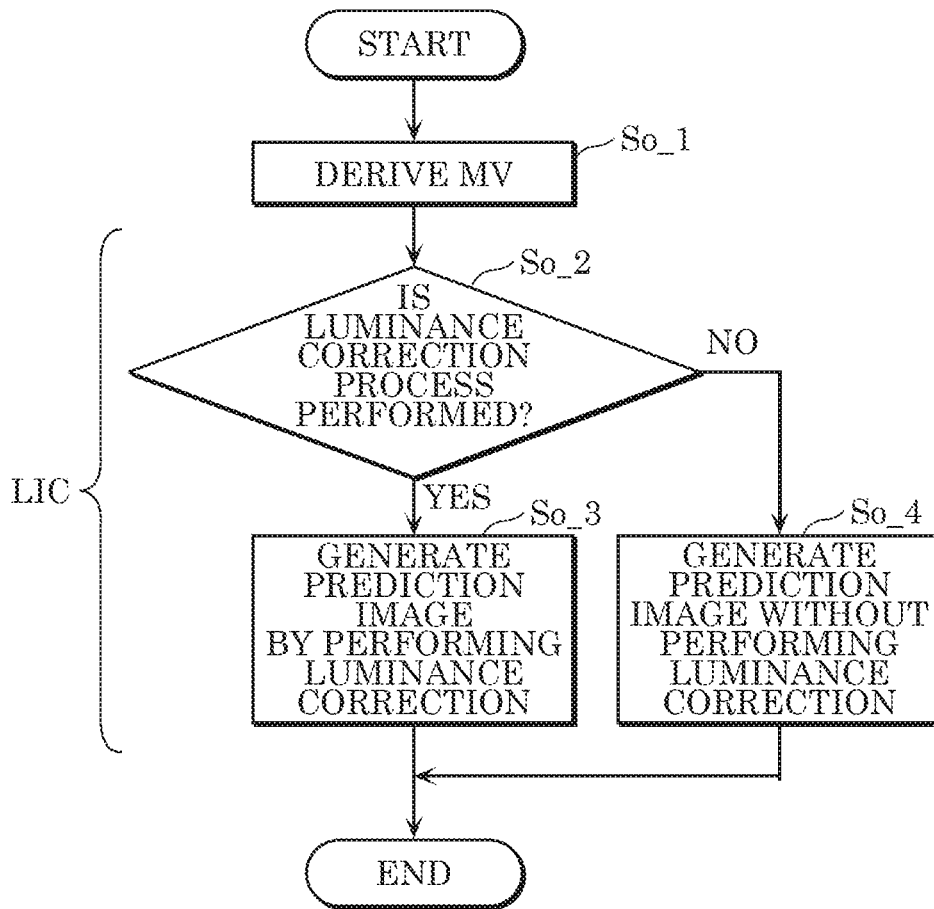 START
So_1
DERIVE MV
So_2
IS
LUMINANCE
CORRECTION
PROCESS
PERFORMED?
NO
LIC
YES
So_3
GENERATE
PREDICTION
IMAGE
BY PERFORMING
LUMINANCE
CORRECTION
So_4
GENERATE
PREDICTION
IMAGE WITHOUT
PERFORMING
LUMINANCE
CORRECTION
END